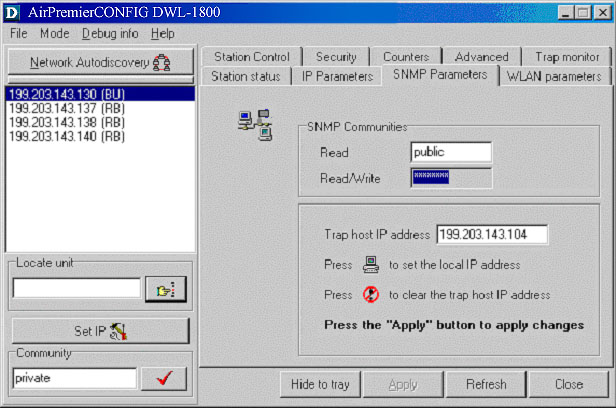 D AirPremierCONFIG DWL-1800
File Mode Debug info Help
Network Autodiscovery
199.203.143.130 (BU)
199.203.143.137 (RB)
199.203.143.138 (RB)
199.203.143.140 (RB)
Locate unit
Set IP
Community
private
Station Control Security Counters Advanced Trap monitor
Station status IP Parameters SNMP Parameters WLAN parameters
SNMP Communities
Read public
Read/Write ********
Trap host IP address 199.203.143.104
Press to set the local IP address
Press to clear the trap host IP address
Press the "Apply" button to apply changes
Hide to tray Apply Refresh Close